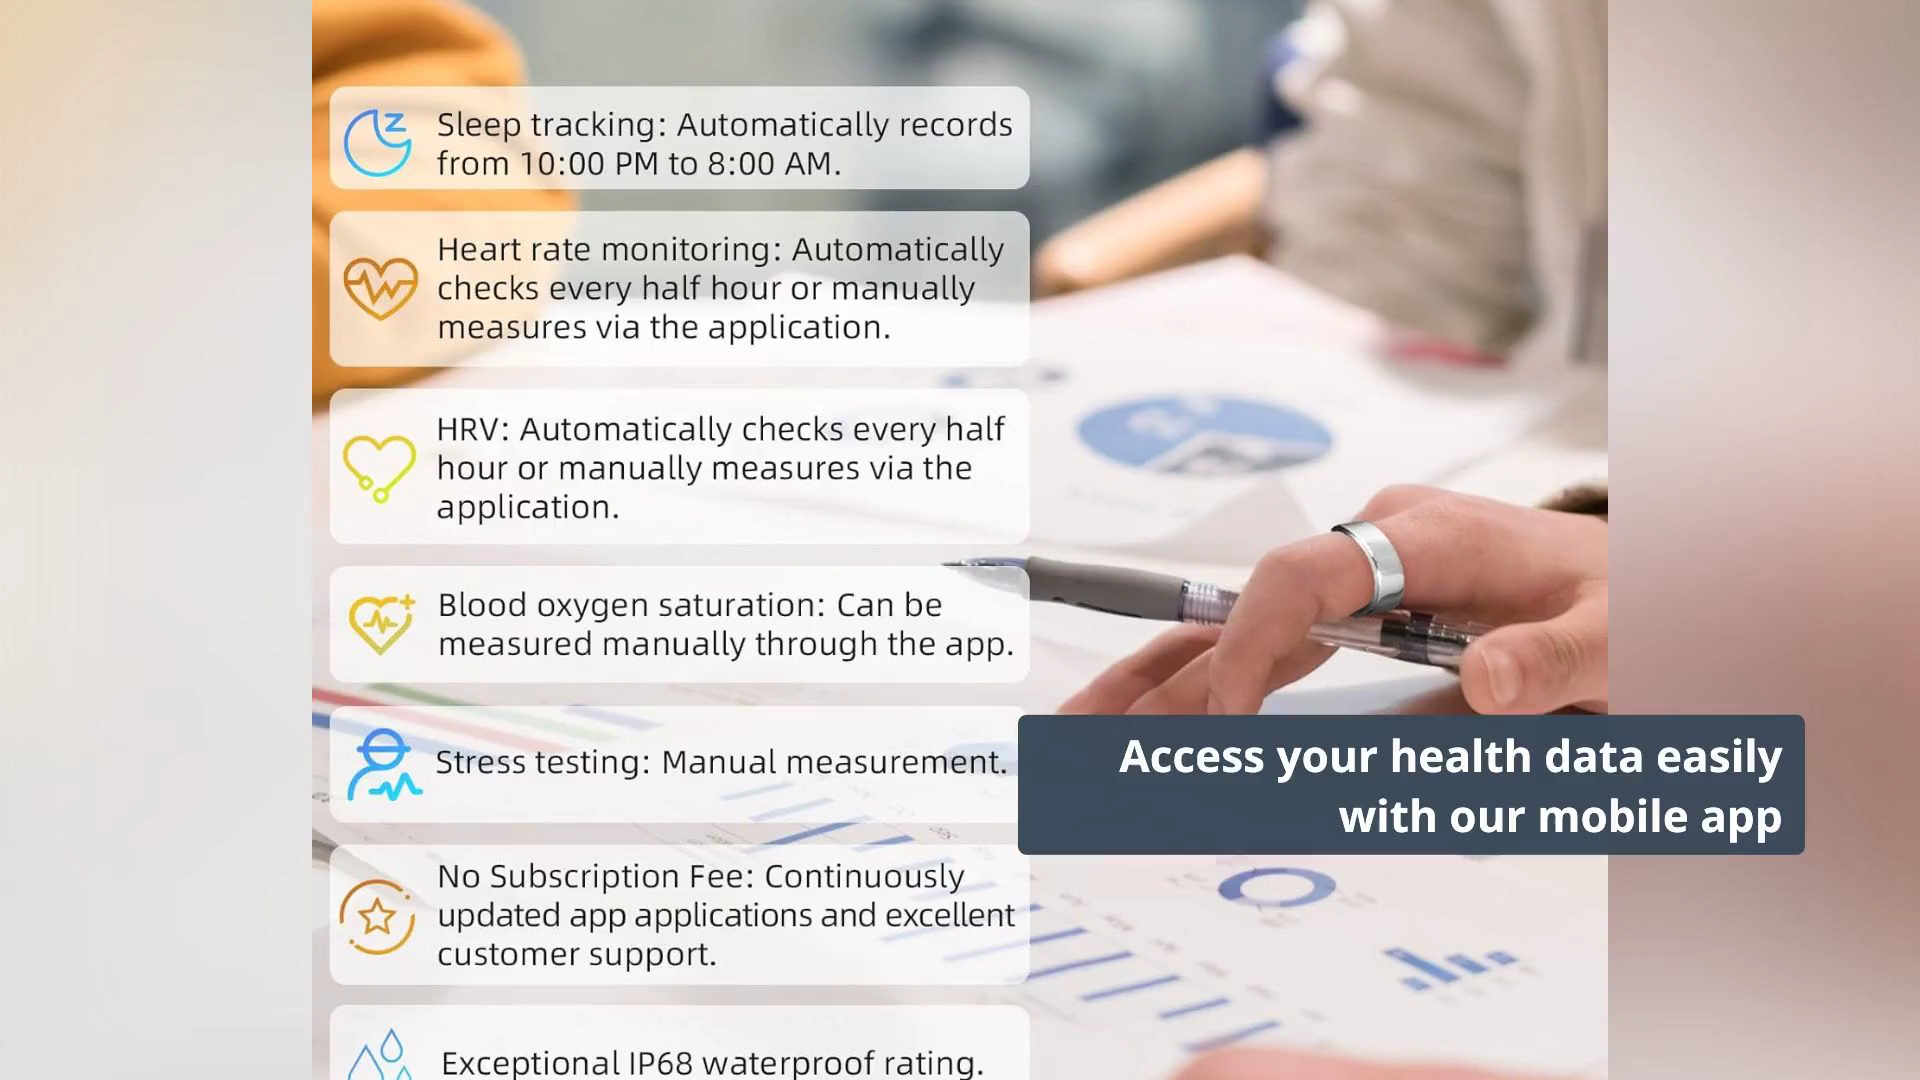 Sleep tracking: Automatically records
from 10:00 PM to 8:00 AM.
Heart rate monitoring: Automatically
checks every half hour or manually
measures via the application.
HRV: Automatically checks every half
hour or manually measures via the
application.
Blood oxygen saturation: Can be
measured manually through the app.
Stress testing: Manual measurement.
Access your health data easily
with our mobile app
No Subscription Fee: Continuously
updated app applications and excellent
customer support.
Exceptional IP68 waterproof rating.